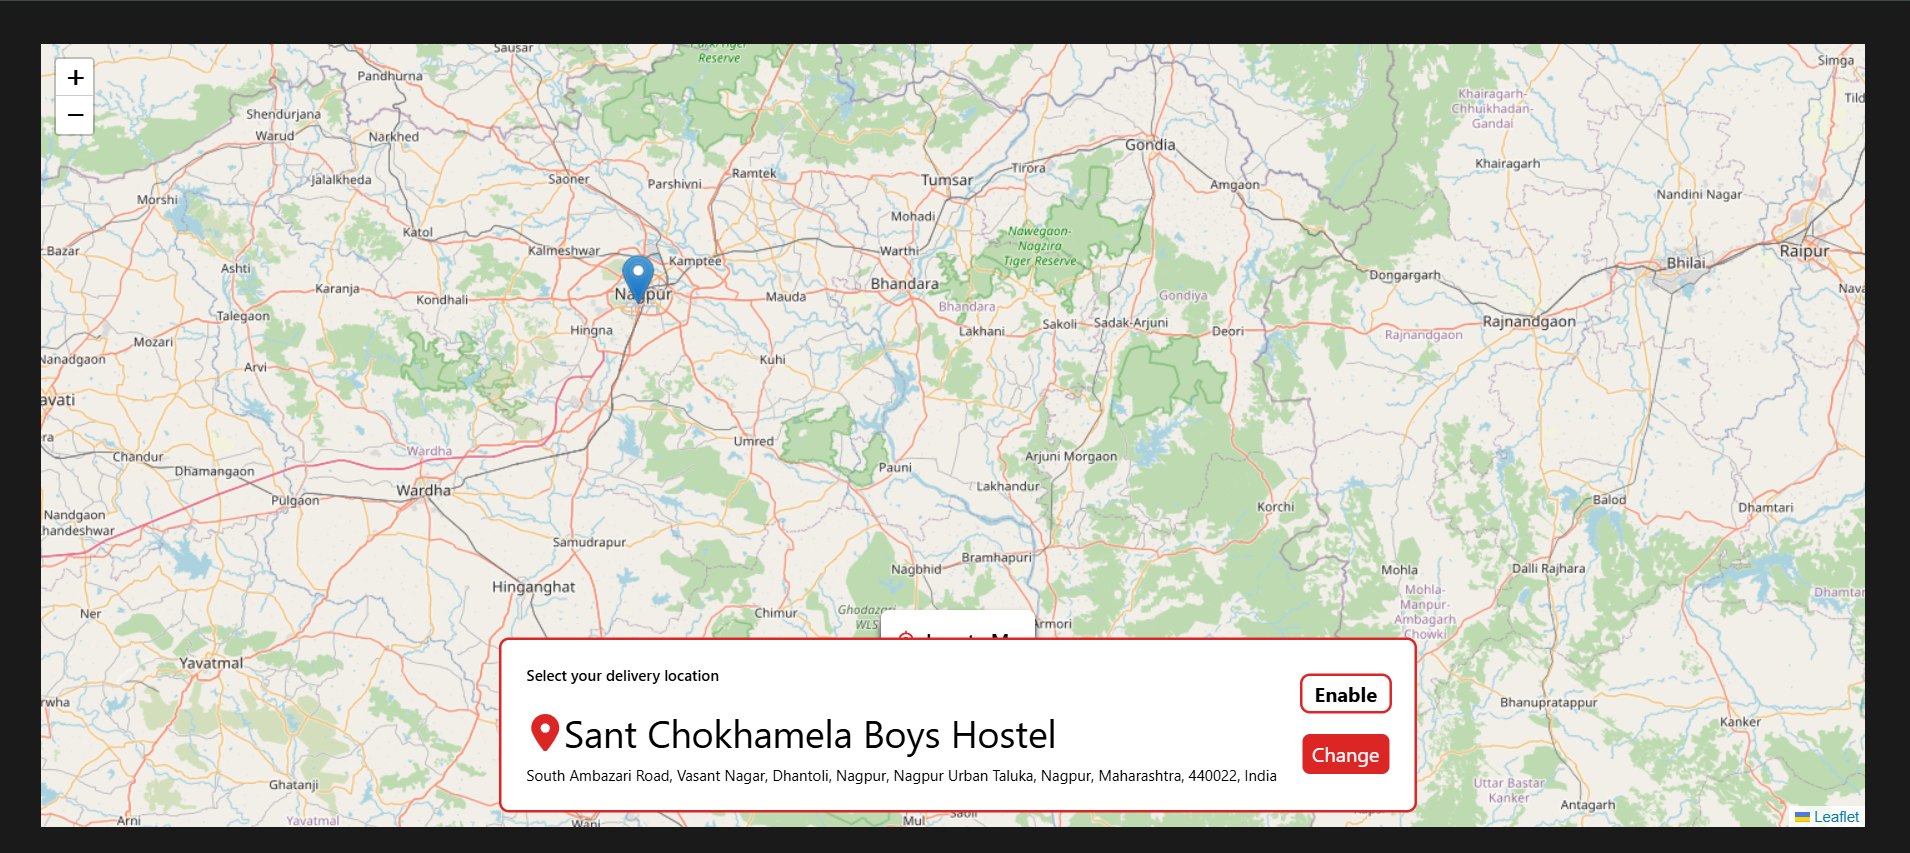 Sausar
Reserve
Simga
+
Pandhurna
Khairagarh-
Chhuikhadan-
Gandai
−
Shendurjana
Warud
Narkhed
Gondia
Khairagarh
Tirora
Ramtek
Jalalkheda
Saoner
Parshivni
Tumsar
Amgaon
Nandini Nagar
Morshi
Mohadi
Katol
Nawegaon-
Nagzira
Tiger Reserve
Bazar
Kalmeshwar
Kamptee
Warthi
Raipur
Bhilai
Ashti
Dongargarh
Karanja
Kondhali
Nagpur
Mauda
Bhandara
Bhandara
Gondiya
Talegaon
Hingna
Lakhani
Sakoli
Sadak-Arjuni
Deori
Rajnandgaon
Rajnandgaon
Mozari
Nanadgaon
Arvi
Kuhi
avati
Umred
Wardha
Chandur
Dhamangaon
Pauni
Arjuni Morgaon
Wardha
Pulgaon
Lakhandur
Korchi
Balod
Dhamtari
Nandgaon
handeshwar
Samudrapur
Bramhapuri
Nagbhid
Mohla
Dalli Rajhara
Hinganghat
Mohla-
Manpur-
Ambagarh
Chowki
Ner
Chimur
Ghodazari
WLS
Armori
Yavatmal
rwha
Bhanupratappur
Kanker
Select your delivery location
Enable
Sant Chokhamela Boys Hostel
Change
South Ambazari Road, Vasant Nagar, Dhantoli, Nagpur, Nagpur Urban Taluka, Nagpur, Maharashtra, 440022, India
Ghatanji
Uttar Bastar
Kanker
Antagarh
Arni
Yavatmal
Wani
Mul
Saoli
Leaflet